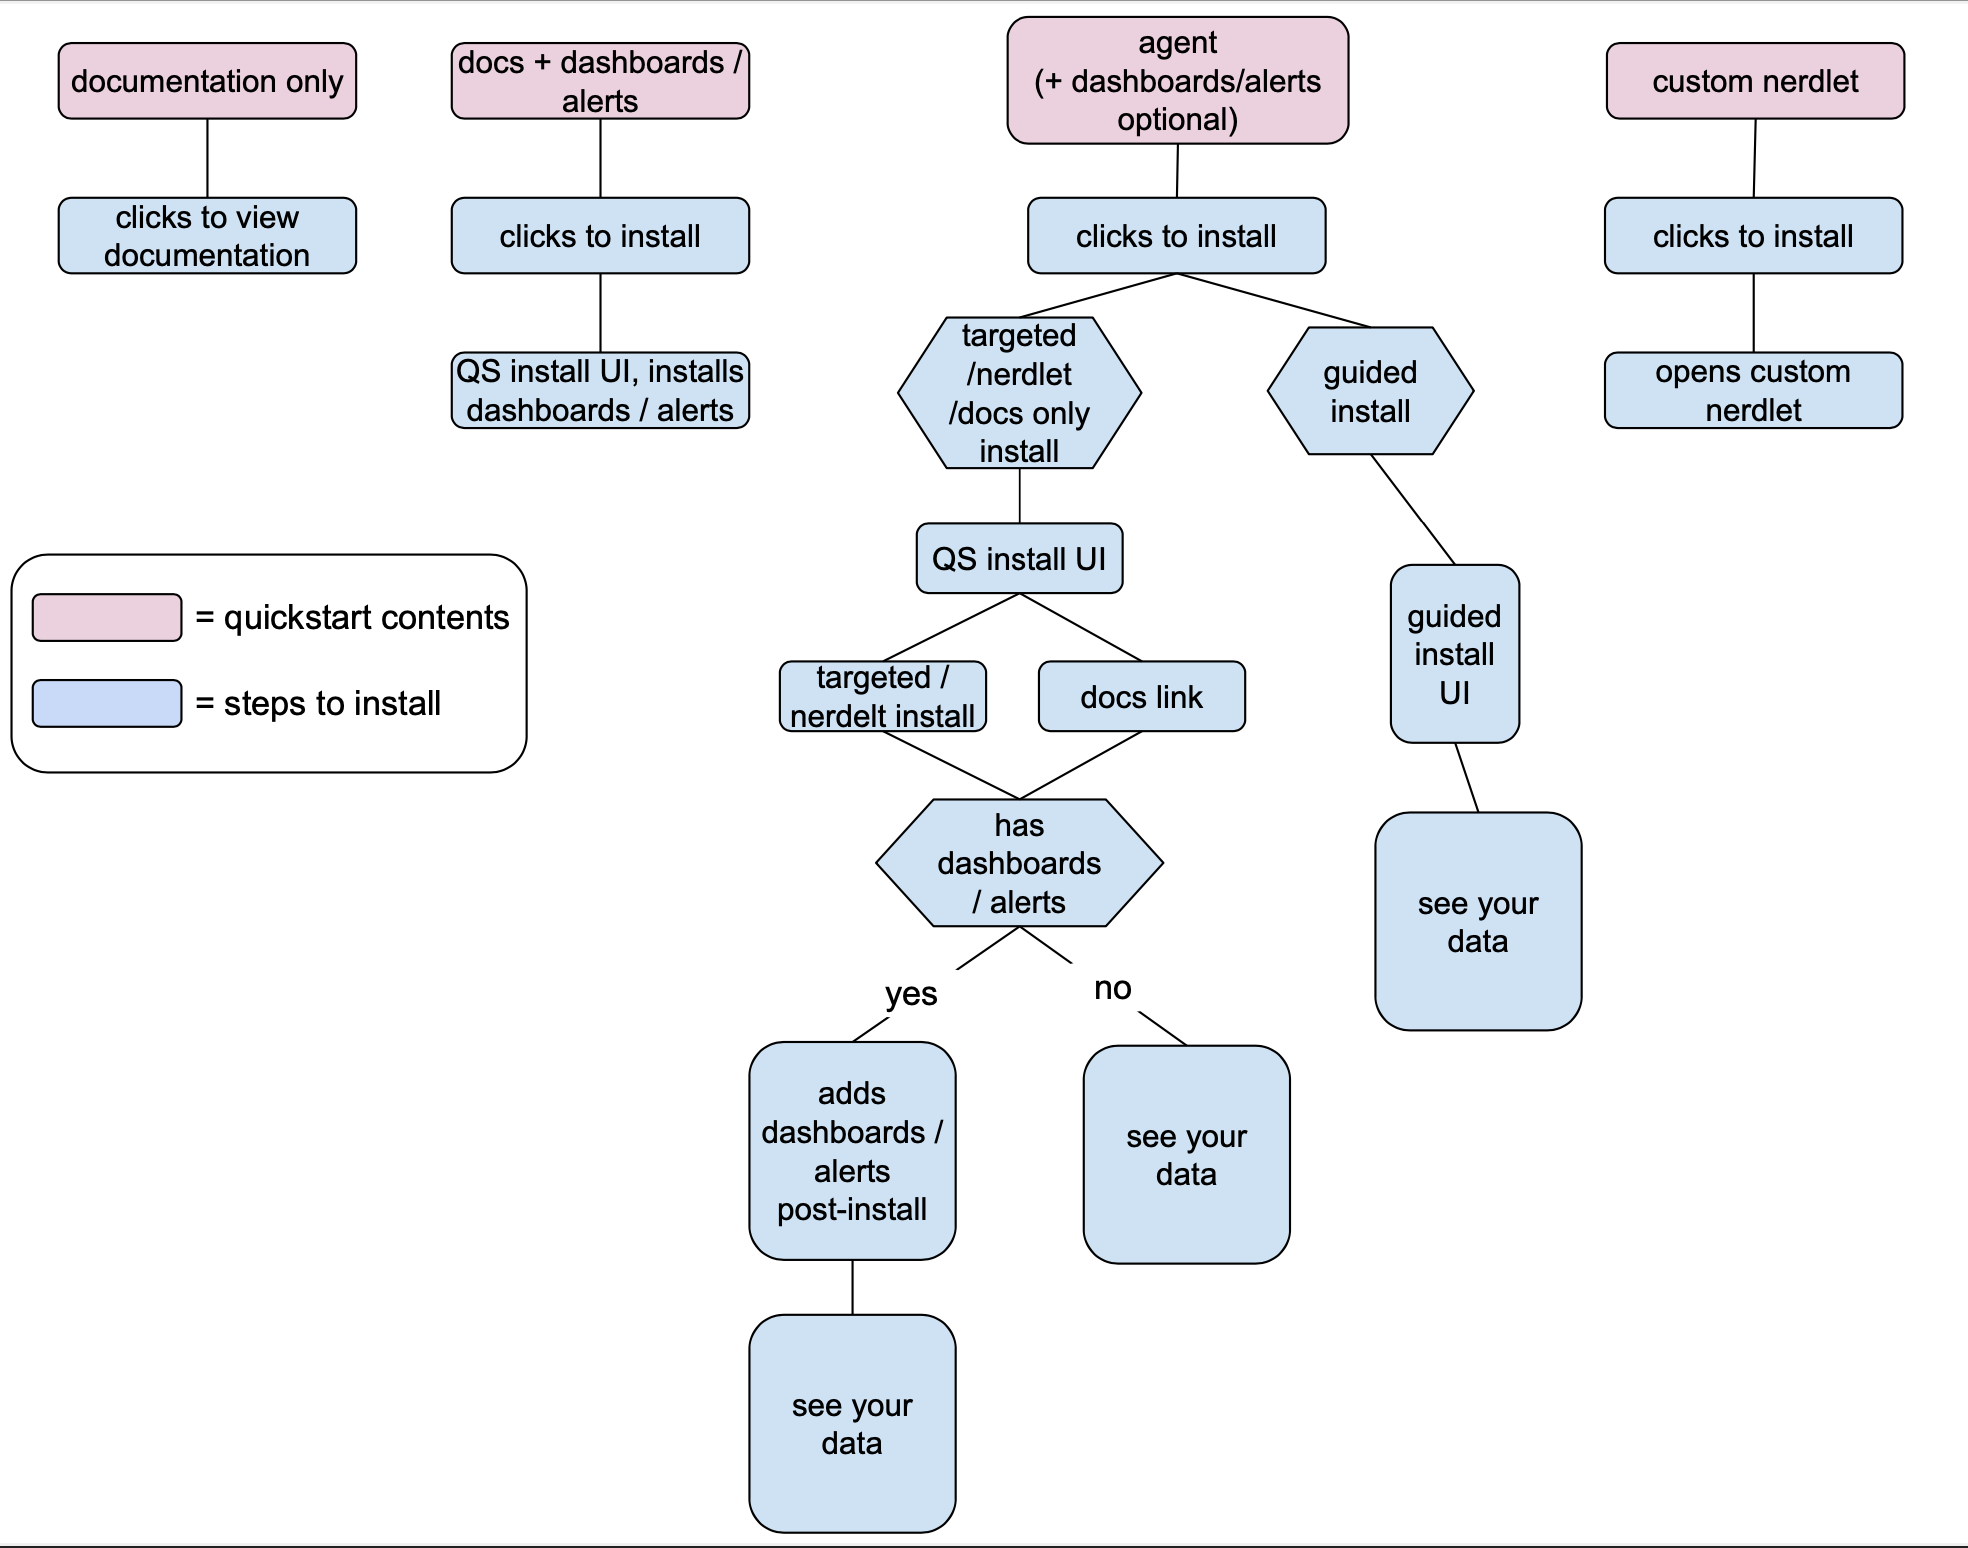 documentation only
clicks to view
documentation
docs + dashboards /
alerts
clicks to install
QS install UI, installs
dashboards / alerts
agent
(+ dashboards/alerts
optional)
clicks to install
targeted
/nerdlet
/docs only
install
guided
install
QS install UI
targeted /
nerdelt install
docs link
has
dashboards
/ alerts
yes
no
adds
dashboards /
alerts
post-install
see your
data
see your
data
guided
install
UI
see your
data
custom nerdlet
clicks to install
opens custom
nerdlet
= quickstart contents
= steps to install